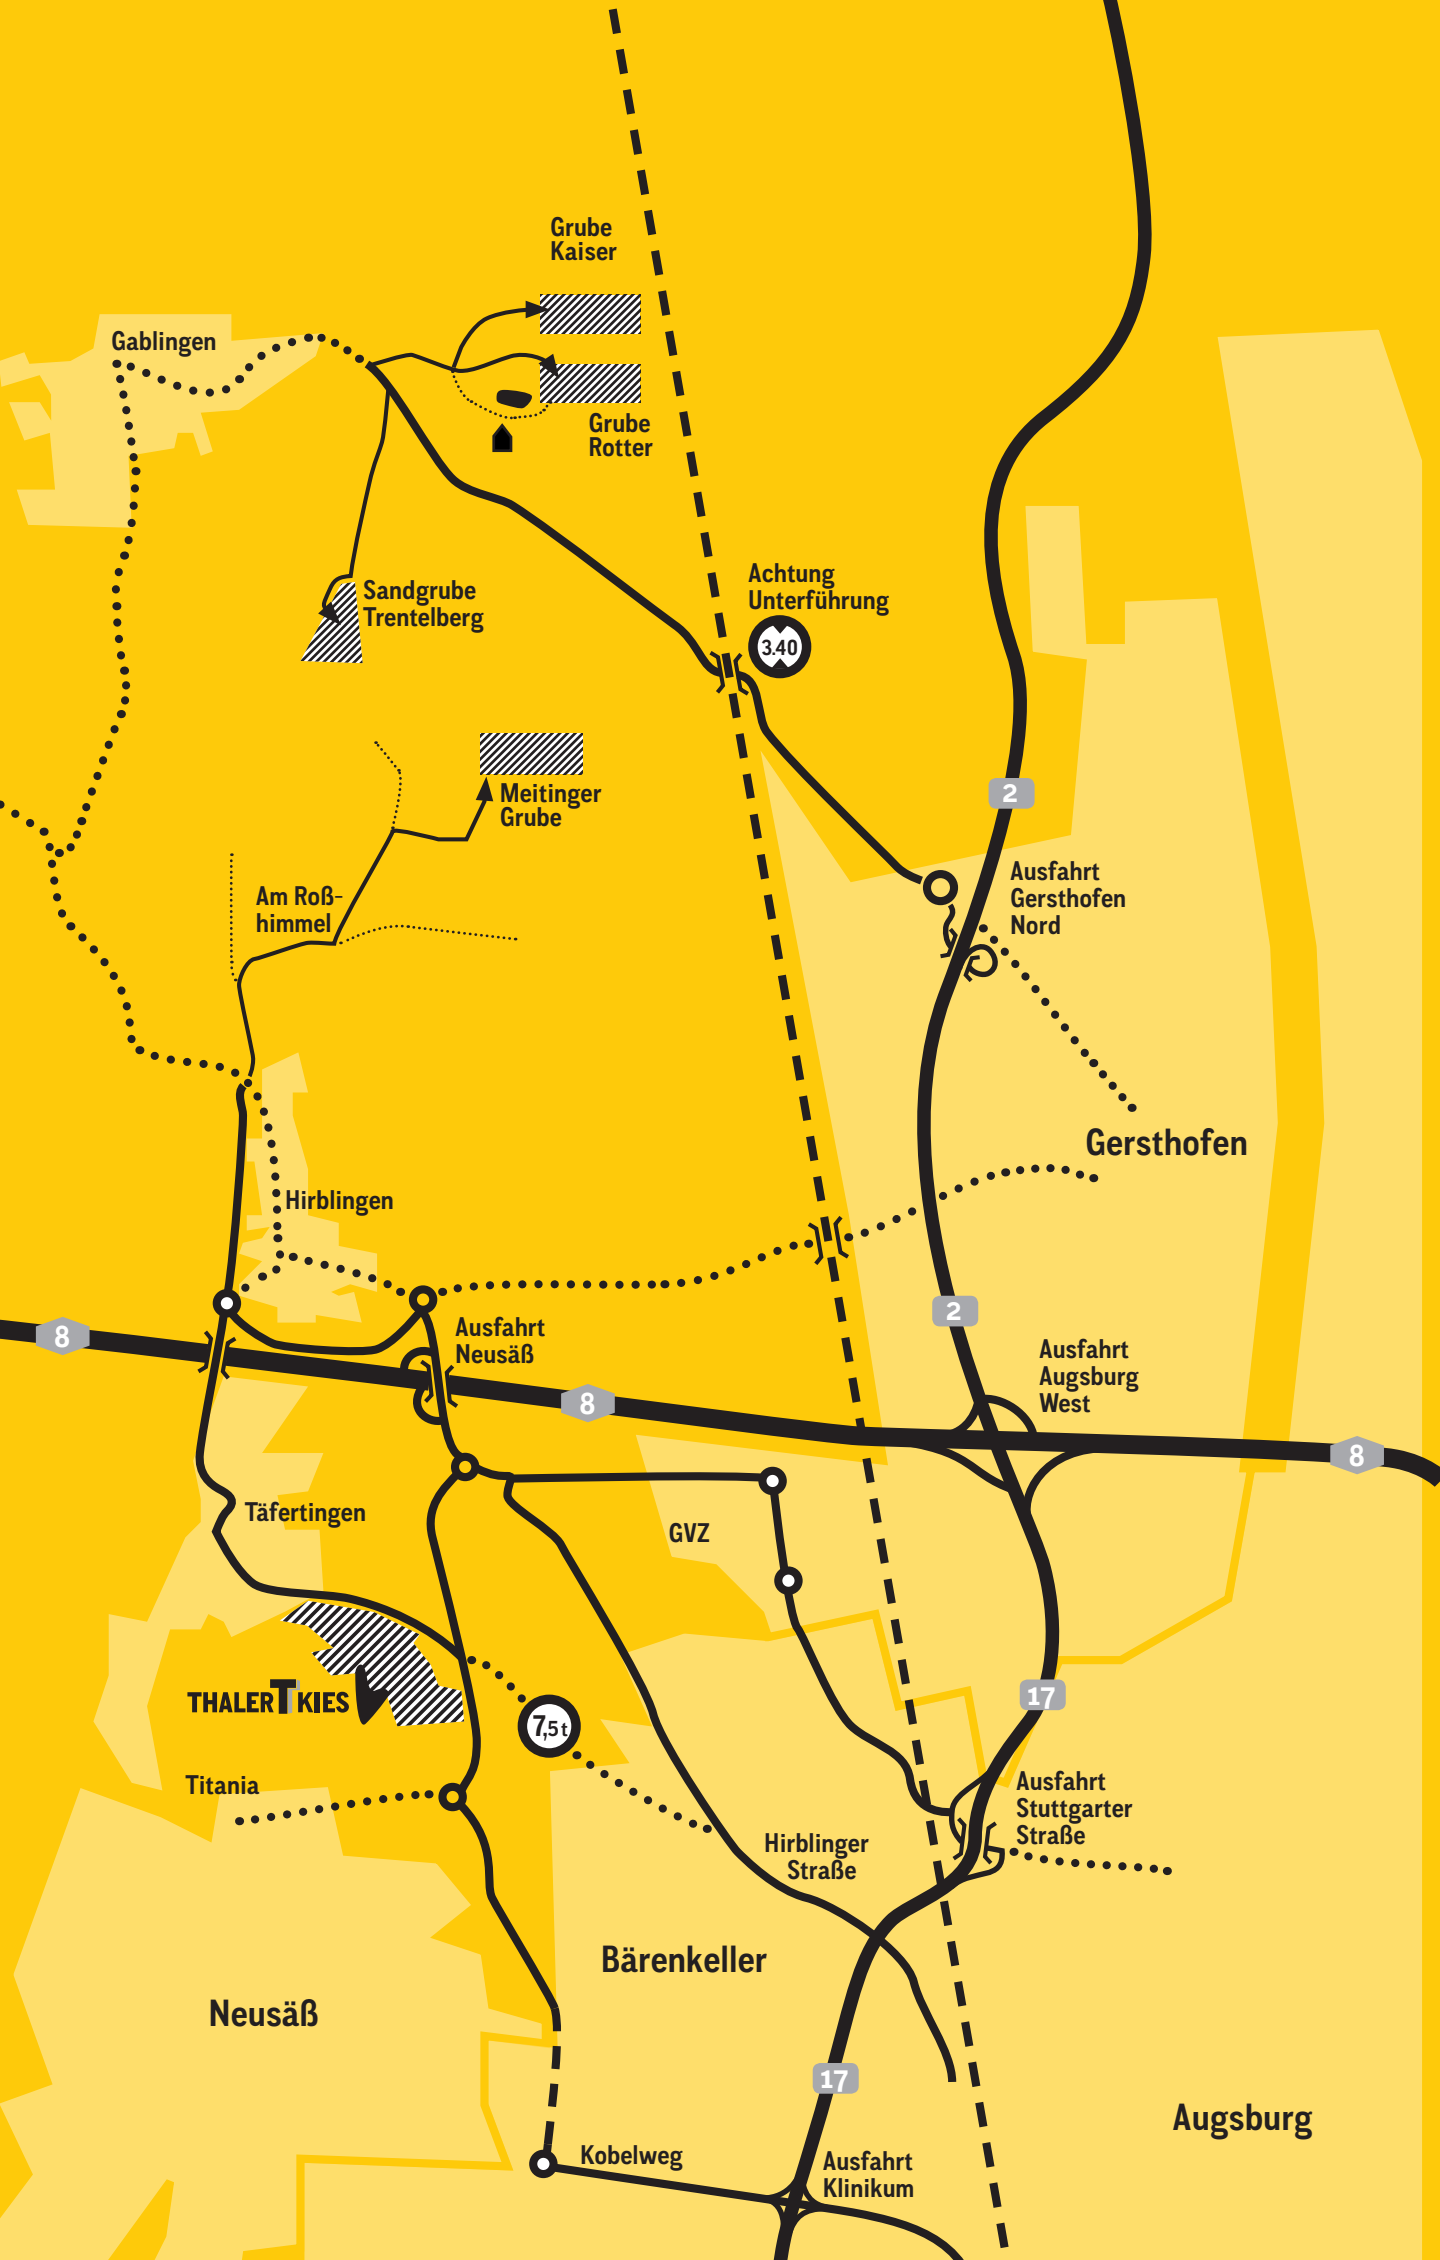 Grube
Kaiser
Gablingen
Grube
Rotter
Achtung
Unterführung
3.40
Sandgrube
Trentelberg
2
Meitinger
Grube
Ausfahrt
Gersthofen
Nord
Am Roß-
himmel
Gersthofen
Hirblingen
2
8
Ausfahrt
Neusäß
Ausfahrt
Augsburg
West
8
8
Täfertingen
GVZ
17
THALER T KIES
7,5 t
Titania
Ausfahrt
Stuttgarter
Straße
Hirblinger
Straße
Bärenkeller
Neusäß
17
Augsburg
Kobelweg
Ausfahrt
Klinikum